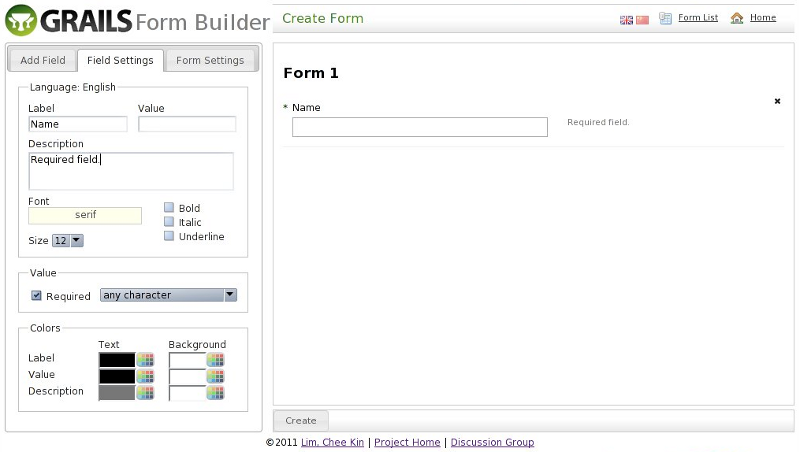 GRAILS Form Builder
Create Form
Form List
Home
Add Field
Field Settings
Form Settings
Language: English
Label
Value
Name
Description
Required field.
Font
serif
Bold
Italic
Underline
Size
12
Value
Required
any character
Colors
Text
Background
Label
Value
Description
Form 1
* Name
Required field.
Create
©2011 Lim, Chee Kin | Project Home | Discussion Group